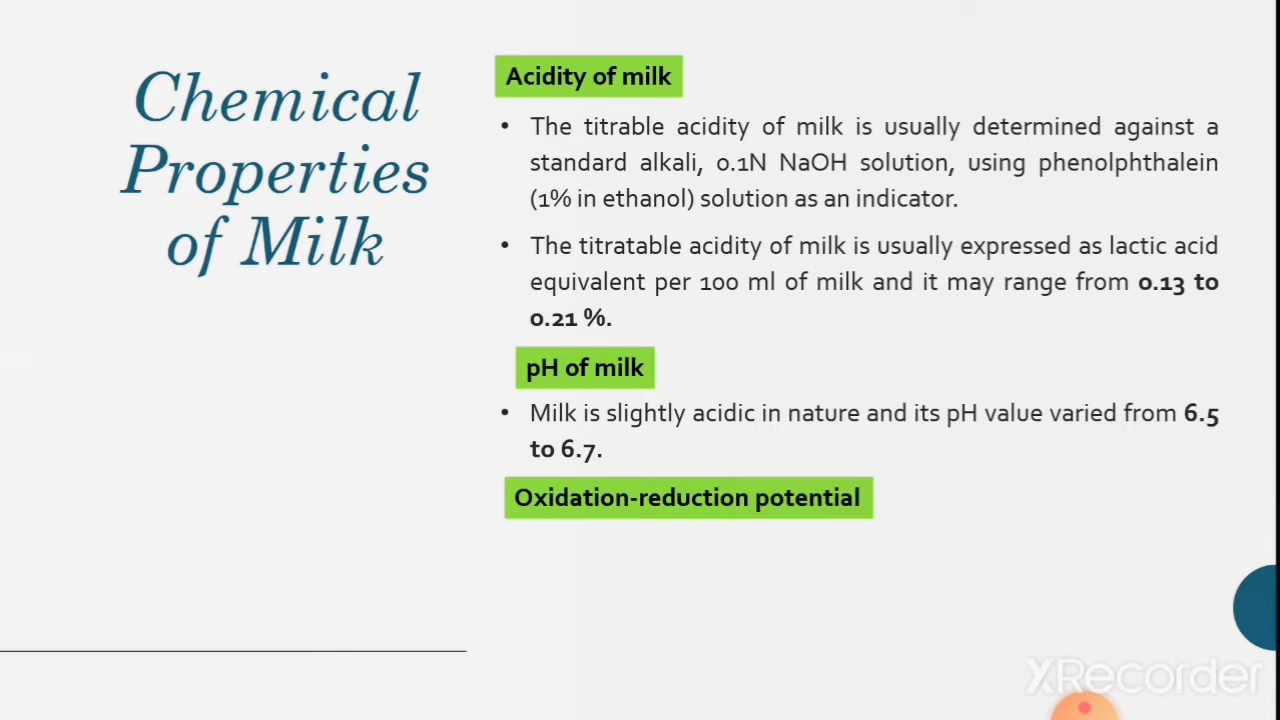 Chemical
Properties
of Milk
Acidity of milk
• The titrable acidity of milk is usually determined against a
standard alkali, 0.1N NaOH solution, using phenolphthalein
(1% in ethanol) solution as an indicator.
• The titratable acidity of milk is usually expressed as lactic acid
equivalent per 100 ml of milk and it may range from 0.13 to
0.21 %.
pH of milk
• Milk is slightly acidic in nature and its pH value varied from 6.5
to 6.7.
Oxidation-reduction potential
XRecorder